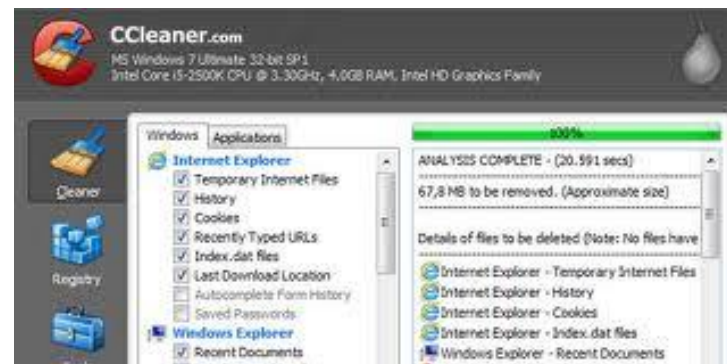 CCleaner.com
MS Windows 7 Ultimate 32-bit SP1
Intel Core i5-2500K CPU @ 3.30GHz, 4.0GB RAM, Intel HD Graphics Family
Cleaner
Registry
Windows
Applications
Internet Explorer
Temporary Internet Files
History
Cookies
Recently Typed URLs
Index.dat files
Last Download Location
Autocomplete Form History
Saved Passwords
Windows Explorer
Recent Documents
100%
ANALYSIS COMPLETE - (20.591 secs)
67,8 MB to be removed. (Approximate size)
Details of files to be deleted (Note: No files have
Internet Explorer - Temporary Internet Files
Internet Explorer - History
Internet Explorer - Cookies
Internet Explorer - Index.dat files
Windows Explorer - Recent Documents